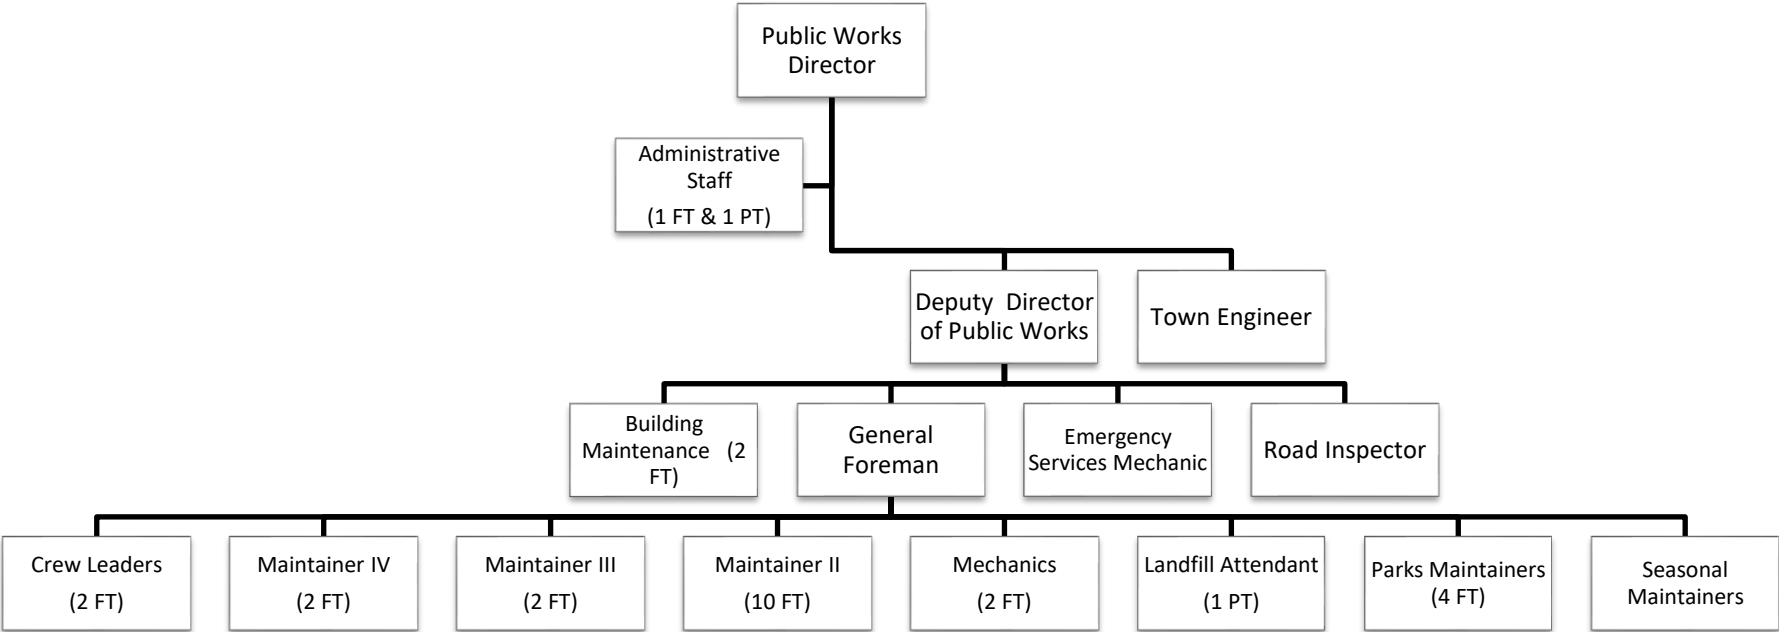 Public Works
Director
Administrative
Staff
(1 FT & 1 PT)
Deputy  Director
of Public Works
Town Engineer
Building
Maintenance   (2
FT)
General
Foreman
Emergency
Services Mechanic
Road Inspector
Crew Leaders
(2 FT)
Maintainer IV
(2 FT)
Maintainer III
(2 FT)
Maintainer II
(10 FT)
Mechanics
(2 FT)
Landfill Attendant
(1 PT)
Parks Maintainers
(4 FT)
Seasonal
Maintainers